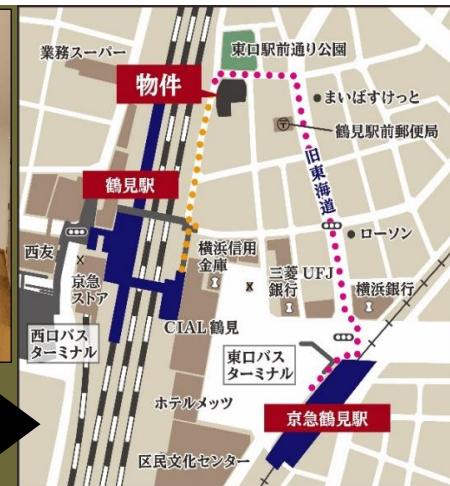 業務スーパー
東口駅前通り公園
物件
まいばすけっと
鶴見駅前郵便局
鶴見駅
旧東海道
ローソン
西友
京急
ストア
横浜信用
金庫
三菱UFJ
銀行
横浜銀行
CIAL鶴見
西口バス
ターミナル
東口バス
ターミナル
ホテルメッツ
京急鶴見駅
区民文化センター